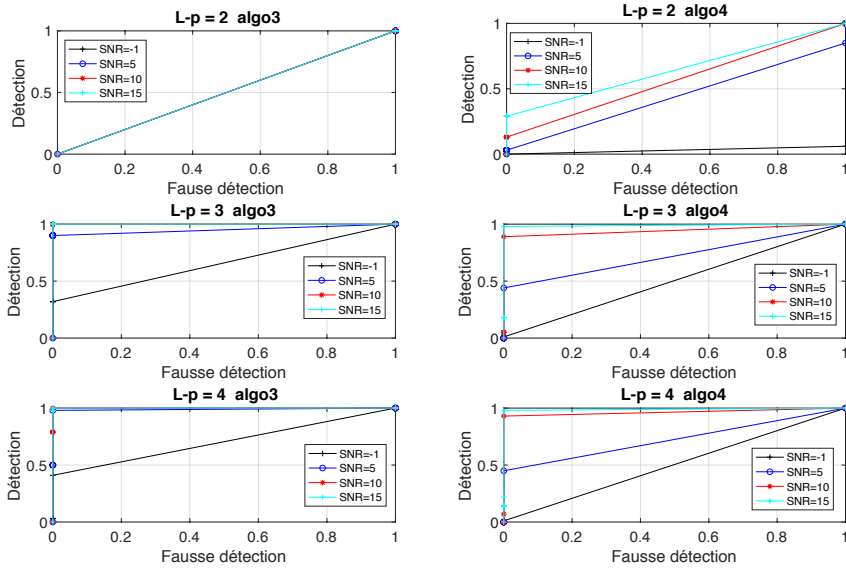 L-p = 2 algo3
Détection
1
0.5
0
SNR=-1
SNR=5
SNR=10
SNR=15
0 0.2 0.4 0.6 0.8 1
Fausse détection
L-p = 2 algo4
Détection
1
0.5
0
SNR=-1
SNR=5
SNR=10
SNR=15
0 0.2 0.4 0.6 0.8 1
Fausse détection
L-p = 3 algo3
Détection
1
0.5
0
SNR=-1
SNR=5
SNR=10
SNR=15
0 0.2 0.4 0.6 0.8 1
Fausse détection
L-p = 3 algo4
Détection
1
0.5
0
SNR=-1
SNR=5
SNR=10
SNR=15
0 0.2 0.4 0.6 0.8 1
Fausse détection
L-p = 4 algo3
Détection
1
0.5
0
SNR=-1
SNR=5
SNR=10
SNR=15
0 0.2 0.4 0.6 0.8 1
Fausse détection
L-p = 4 algo4
Détection
1
0.5
0
SNR=-1
SNR=5
SNR=10
SNR=15
0 0.2 0.4 0.6 0.8 1
Fausse détection